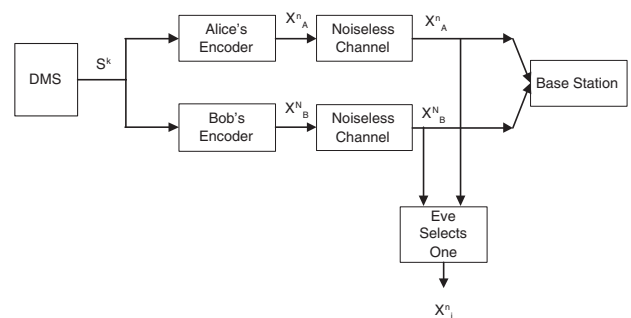 DMS
S^k
Alice's
Encoder
X^n_A
Noiseless
Channel
X^n_A
Base Station
Bob's
Encoder
X^N_B
Noiseless
Channel
X^N_B
Eve
Selects
One
X^n_i